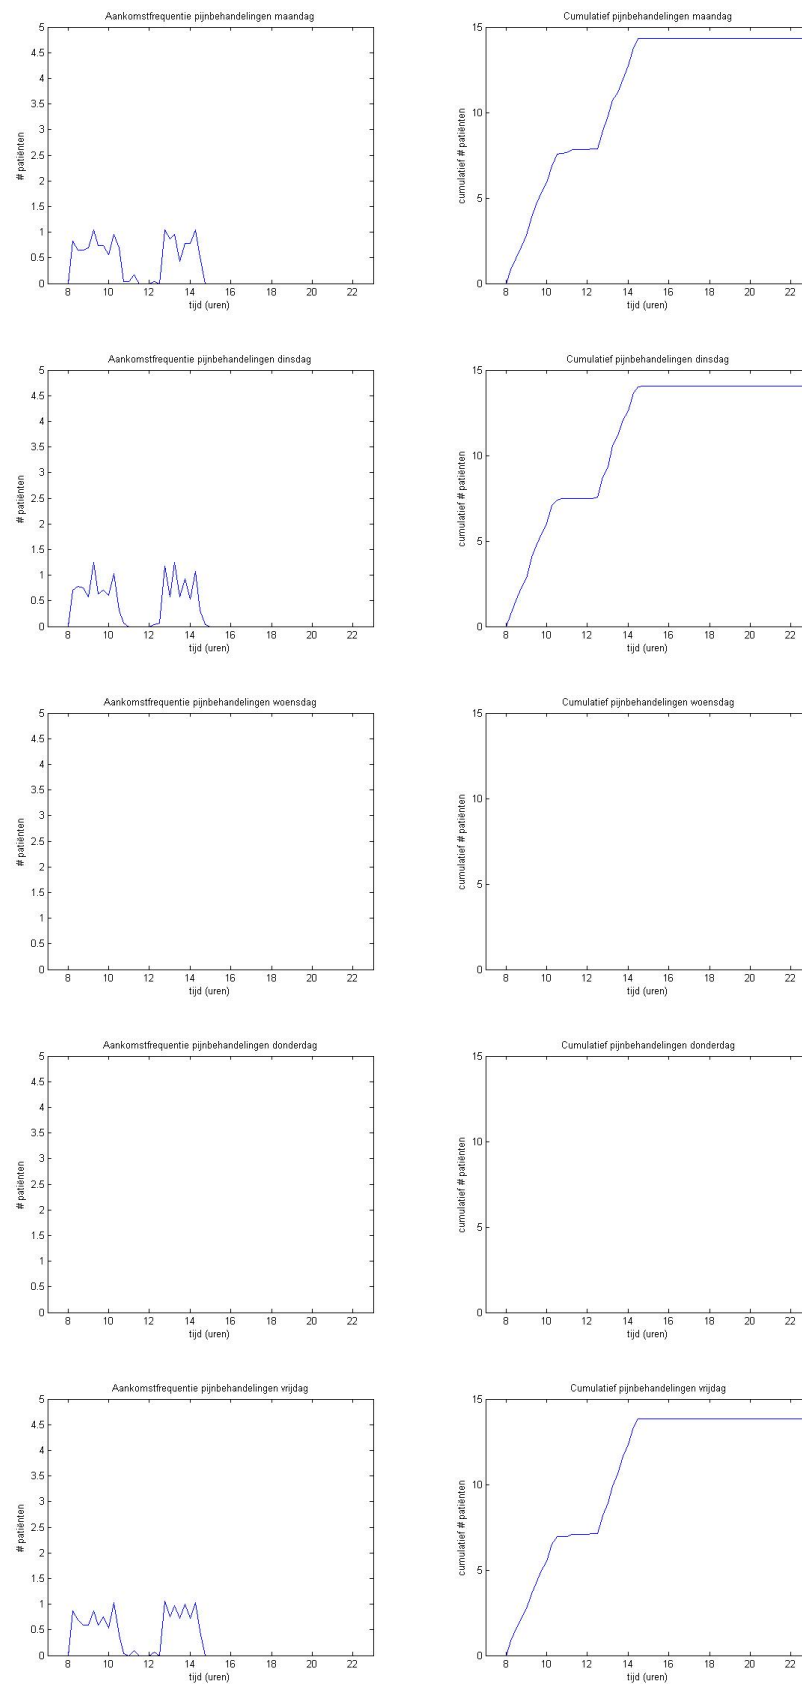 Aankomstfrequentie pijnbehandelingen maandag
5
4.5
4
3.5
3
2.5
2
1.5
1
0.5
0
# patiënten
8 10 12 14 16 18 20 22
tijd (uren)
Cumulatief pijnbehandelingen maandag
15
10
5
0
cumulatief # patiënten
8 10 12 14 16 18 20 22
tijd (uren)
Aankomstfrequentie pijnbehandelingen dinsdag
5
4.5
4
3.5
3
2.5
2
1.5
1
0.5
0
# patiënten
8 10 12 14 16 18 20 22
tijd (uren)
Cumulatief pijnbehandelingen dinsdag
15
10
5
0
cumulatief # patiënten
8 10 12 14 16 18 20 22
tijd (uren)
Aankomstfrequentie pijnbehandelingen woensdag
5
4.5
4
3.5
3
2.5
2
1.5
1
0.5
0
# patiënten
8 10 12 14 16 18 20 22
tijd (uren)
Cumulatief pijnbehandelingen woensdag
15
10
5
0
cumulatief # patiënten
8 10 12 14 16 18 20 22
tijd (uren)
Aankomstfrequentie pijnbehandelingen donderdag
5
4.5
4
3.5
3
2.5
2
1.5
1
0.5
0
# patiënten
8 10 12 14 16 18 20 22
tijd (uren)
Cumulatief pijnbehandelingen donderdag
15
10
5
0
cumulatief # patiënten
8 10 12 14 16 18 20 22
tijd (uren)
Aankomstfrequentie pijnbehandelingen vrijdag
5
4.5
4
3.5
3
2.5
2
1.5
1
0.5
0
# patiënten
8 10 12 14 16 18 20 22
tijd (uren)
Cumulatief pijnbehandelingen vrijdag
15
10
5
0
cumulatief # patiënten
8 10 12 14 16 18 20 22
tijd (uren)